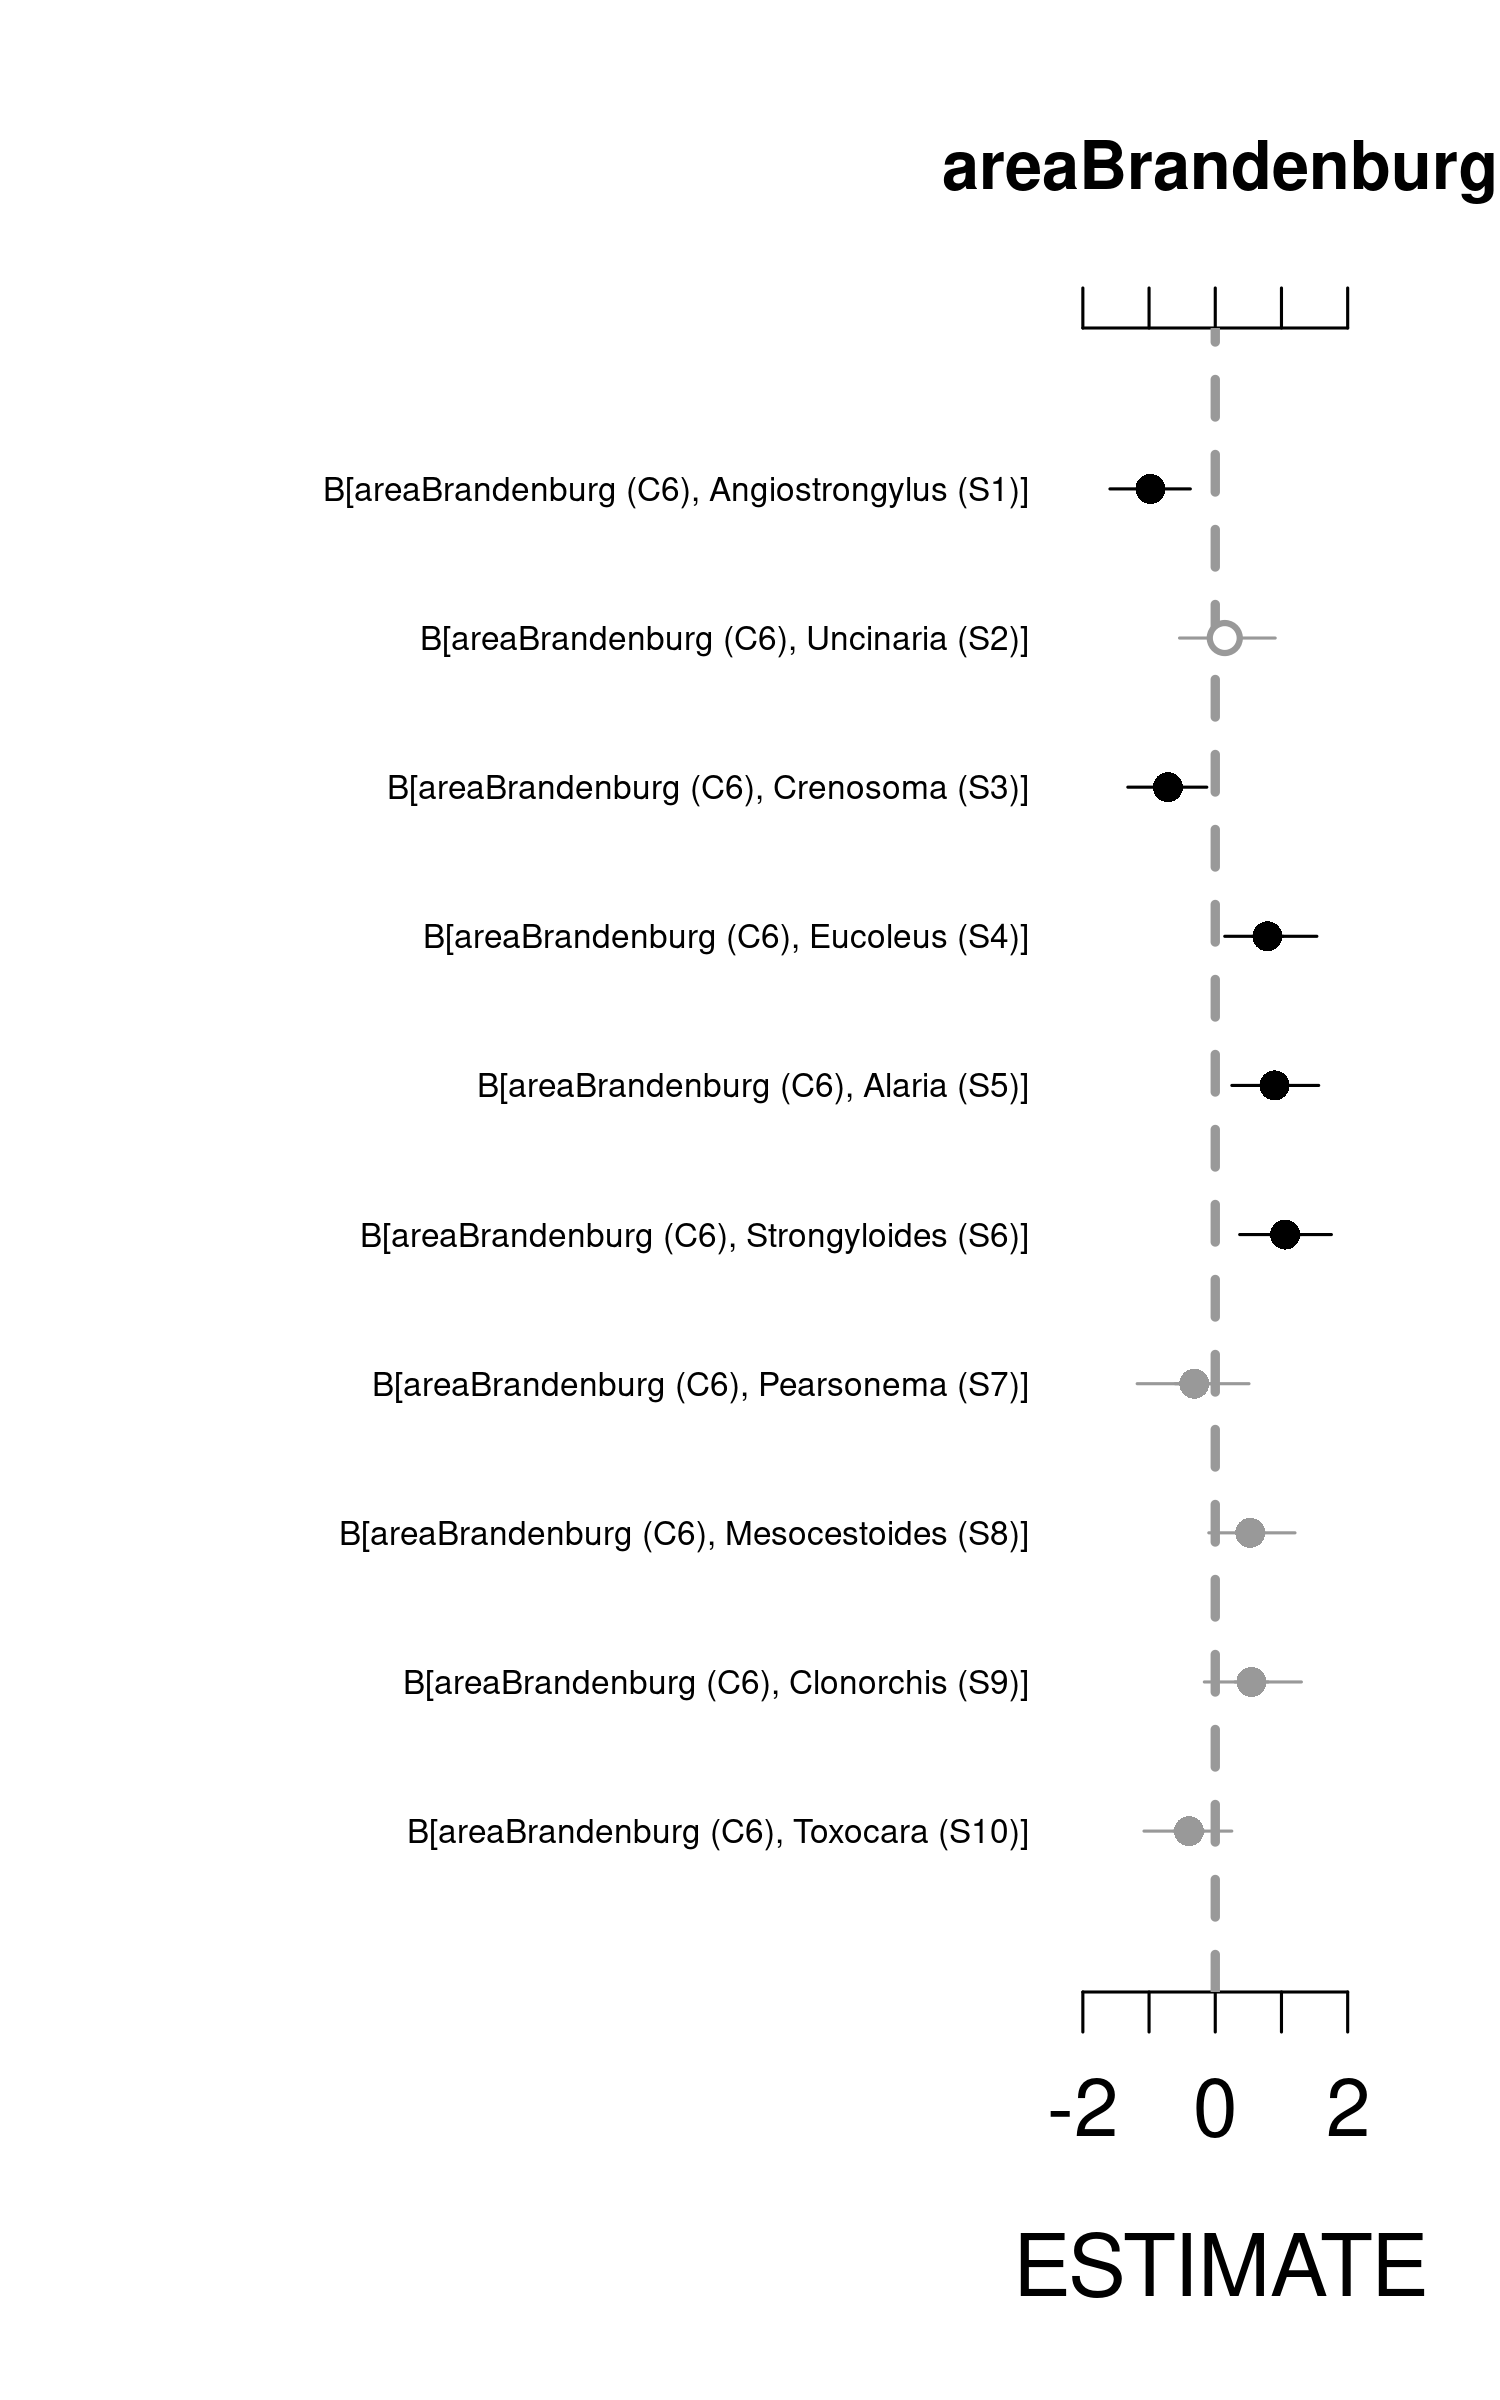 areaBrandenburg
B[areaBrandenburg (C6), Angiostrongylus (S1)]
B[areaBrandenburg (C6), Uncinaria (S2)]
B[areaBrandenburg (C6), Crenosoma (S3)]
B[areaBrandenburg (C6), Eucoleus (S4)]
B[areaBrandenburg (C6), Alaria (S5)]
B[areaBrandenburg (C6), Strongyloides (S6)]
B[areaBrandenburg (C6), Pearsonema (S7)]
B[areaBrandenburg (C6), Mesocestoides (S8)]
B[areaBrandenburg (C6), Clonorchis (S9)]
B[areaBrandenburg (C6), Toxocara (S10)]
-2 0 2
ESTIMATE